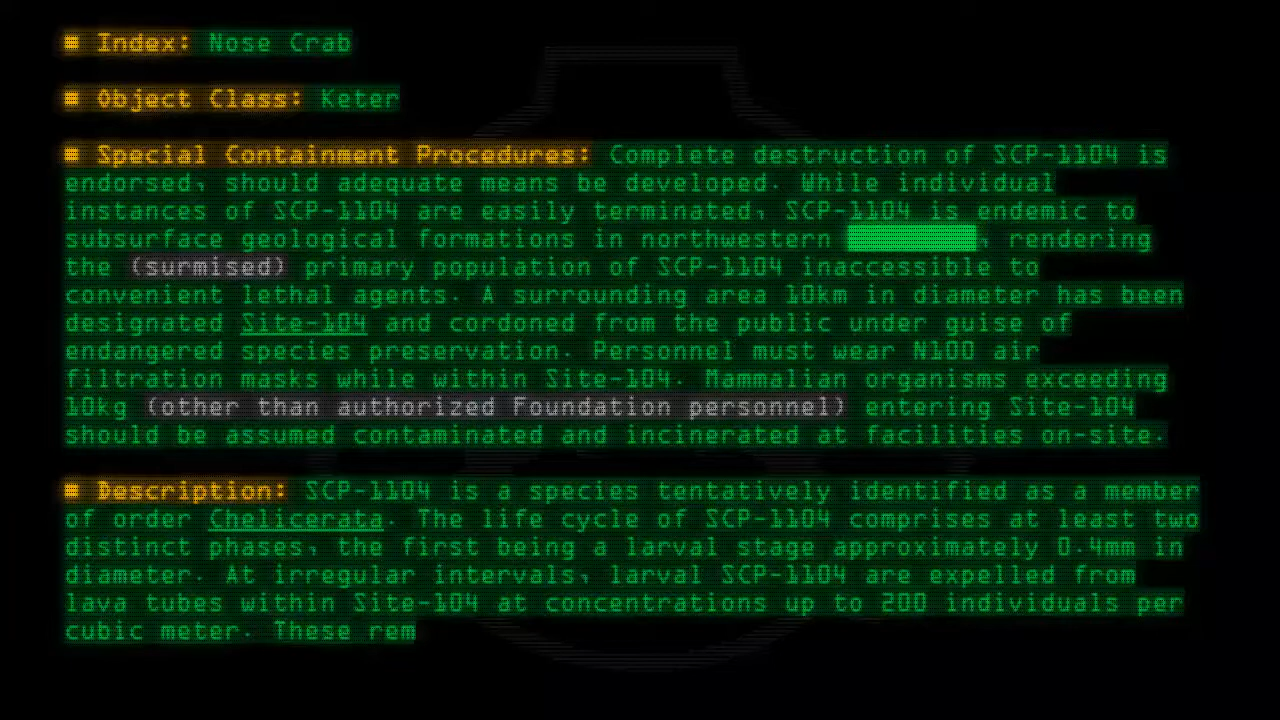 ■ Index: Nose Crab
■ Object Class: Keter
■ Special Containment Procedures: Complete destruction of SCP-1104 is
endorsed, should adequate means be developed. While individual
instances of SCP-1104 are easily terminated, SCP-1104 is endemic to
subsurface geological formations in northwestern ████████, rendering
the (surmised) primary population of SCP-1104 inaccessible to
convenient lethal agents. A surrounding area 10km in diameter has been
designated Site-104 and cordoned from the public under guise of
endangered species preservation. Personnel must wear N100 air
filtration masks while within Site-104. Mammalian organisms exceeding
10kg (other than authorized Foundation personnel) entering Site-104
should be assumed contaminated and incinerated at facilities on-site.
■ Description: SCP-1104 is a species tentatively identified as a member
of order Chelicerata. The life cycle of SCP-1104 comprises at least two
distinct phases, the first being a larval stage approximately 0.4mm in
diameter. At irregular intervals, larval SCP-1104 are expelled from
lava tubes within Site-104 at concentrations up to 200 individuals per
cubic meter. These rem